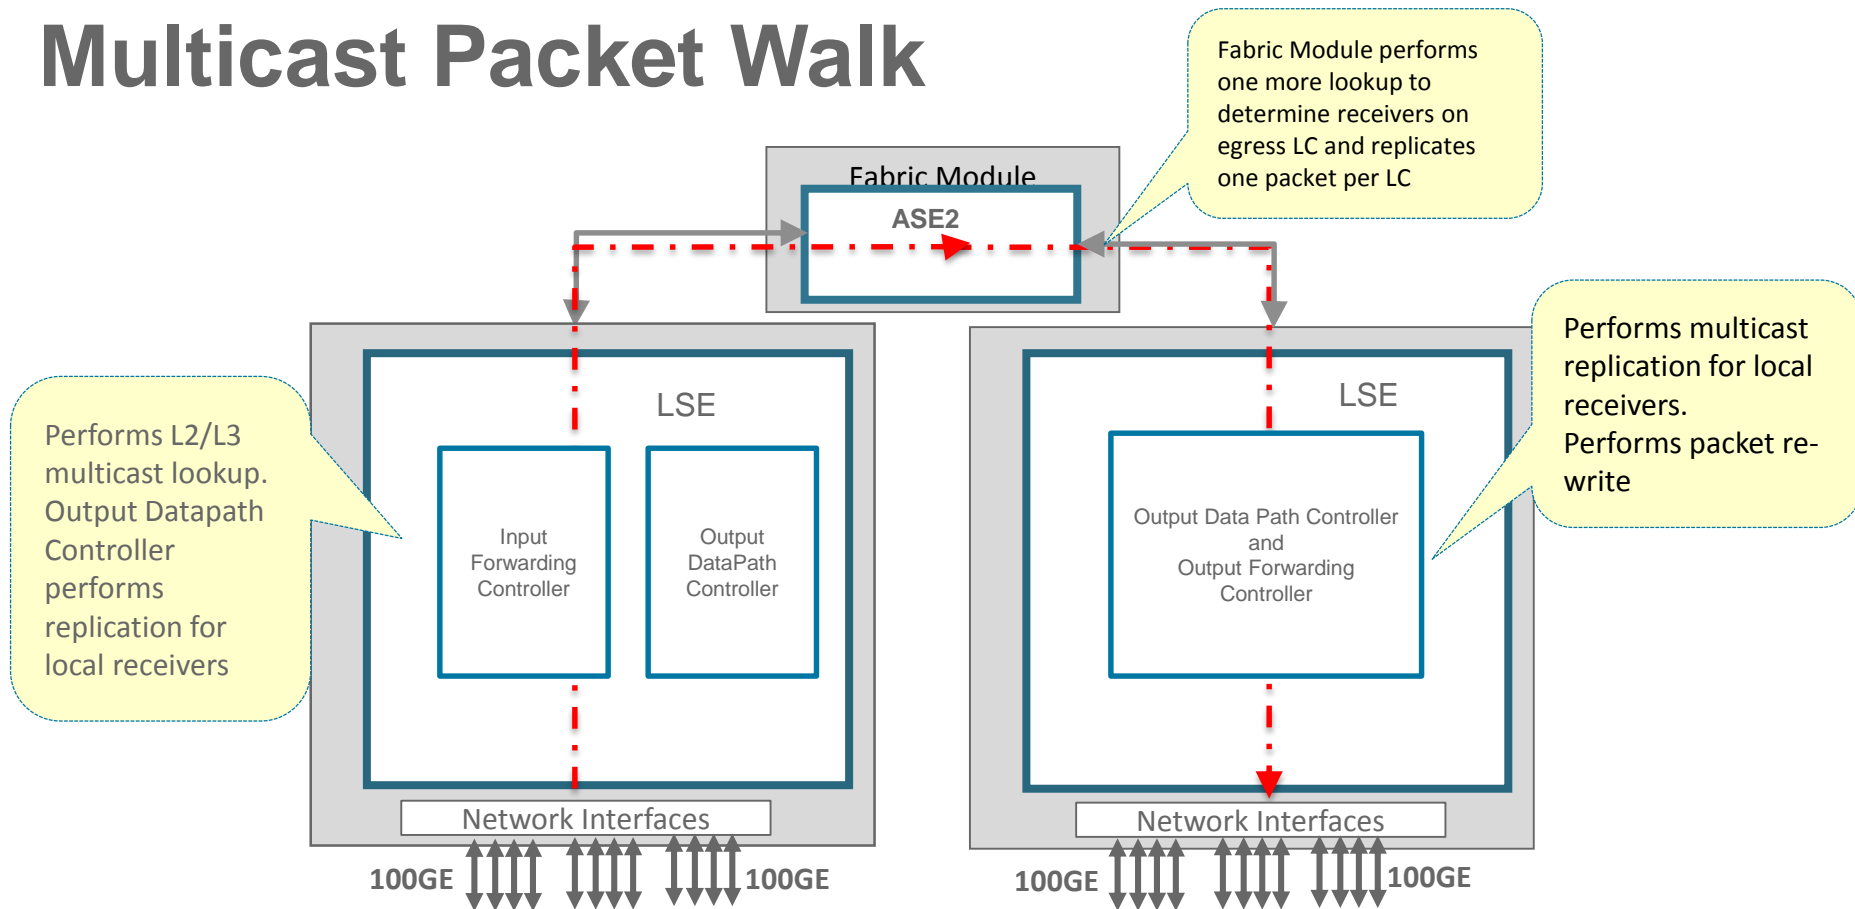 Multicast Packet Walk
Fabric Module performs
one more lookup to
determine receivers on
egress LC and replicates
one packet per LC
Fabric Module
ASE2
Performs L2/L3
multicast lookup.
Output Datapath
Controller
performs
replication for
local receivers
LSE
Input
Forwarding
Controller
Output
DataPath
Controller
Network Interfaces
100GE
100GE
LSE
Output Data Path Controller
and
Output Forwarding
Controller
Network Interfaces
100GE
100GE
Performs multicast
replication for local
receivers.
Performs packet re-
write